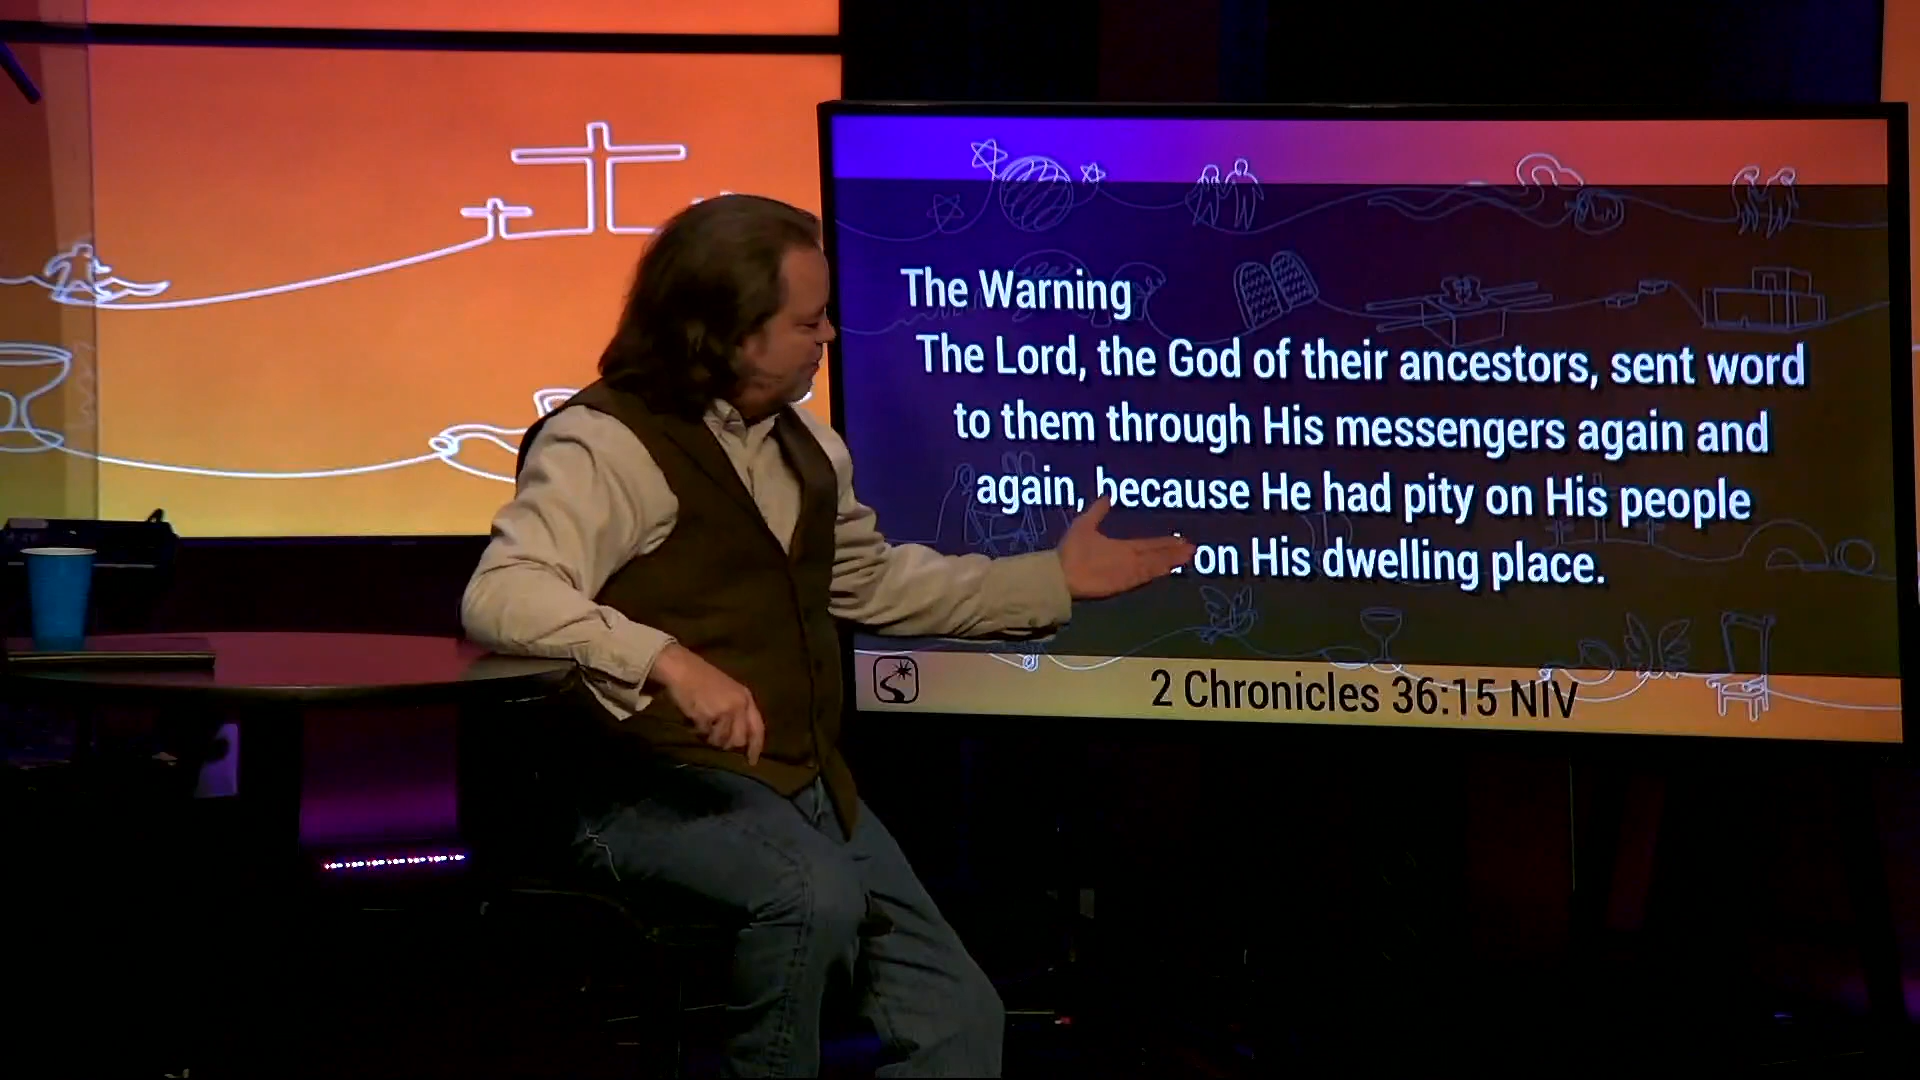 The Warning
The Lord, the God of their ancestors, sent word
to them through His messengers again and
again, because He had pity on His people
on His dwelling place.
2 Chronicles 36:15 NIV